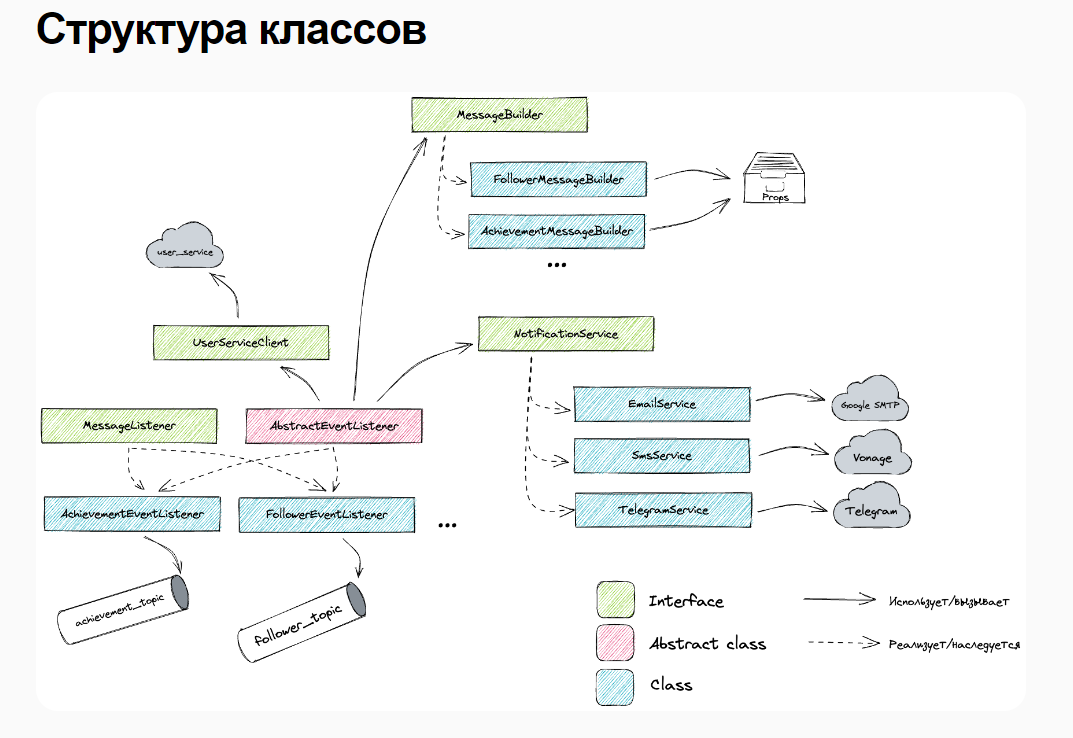 Структура классов
MessageBuilder
FollowerMessageBuilder
Props
AchievementMessageBuilder
...
user_service
UserServiceClient
NotificationService
EmailService
Google SMTP
MessageListener
AbstractEventListener
SmsService
Vonage
AchievementEventListener
FollowerEventListener
...
TelegramService
Telegram
achievement_topic
follower_topic
Interface
Использует/вызывает
Abstract class
Реализует/наследуется
Class